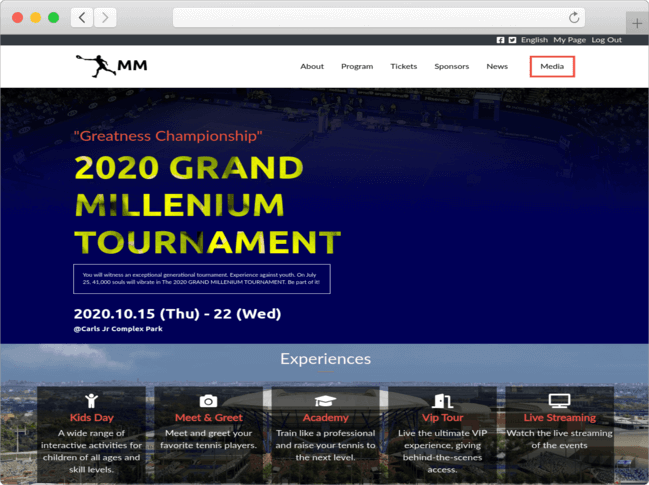 English My Page Log Out
MM
About Program Tickets Sponsors News Media
"Greatness Championship"
2020 GRAND
MILLENIUM
TOURNAMENT
You will witness an exceptional generational tournament. Experience against youth. On July
25, 41,000 souls will vibrate in The 2020 GRAND MILLENIUM TOURNAMENT. Be part of it!
2020.10.15 (Thu) - 22 (Wed)
@Carls Jr Complex Park
Experiences
Kids Day
A wide range of
interactive activities for
children of all ages and
skill levels.
Meet & Greet
Meet and greet your
favorite tennis players.
Academy
Train like a professional
and raise your tennis to
the next level.
Vip Tour
Live the ultimate VIP
experience, giving
behind-the-scenes
access.
Live Streaming
Watch the live streaming
of the events